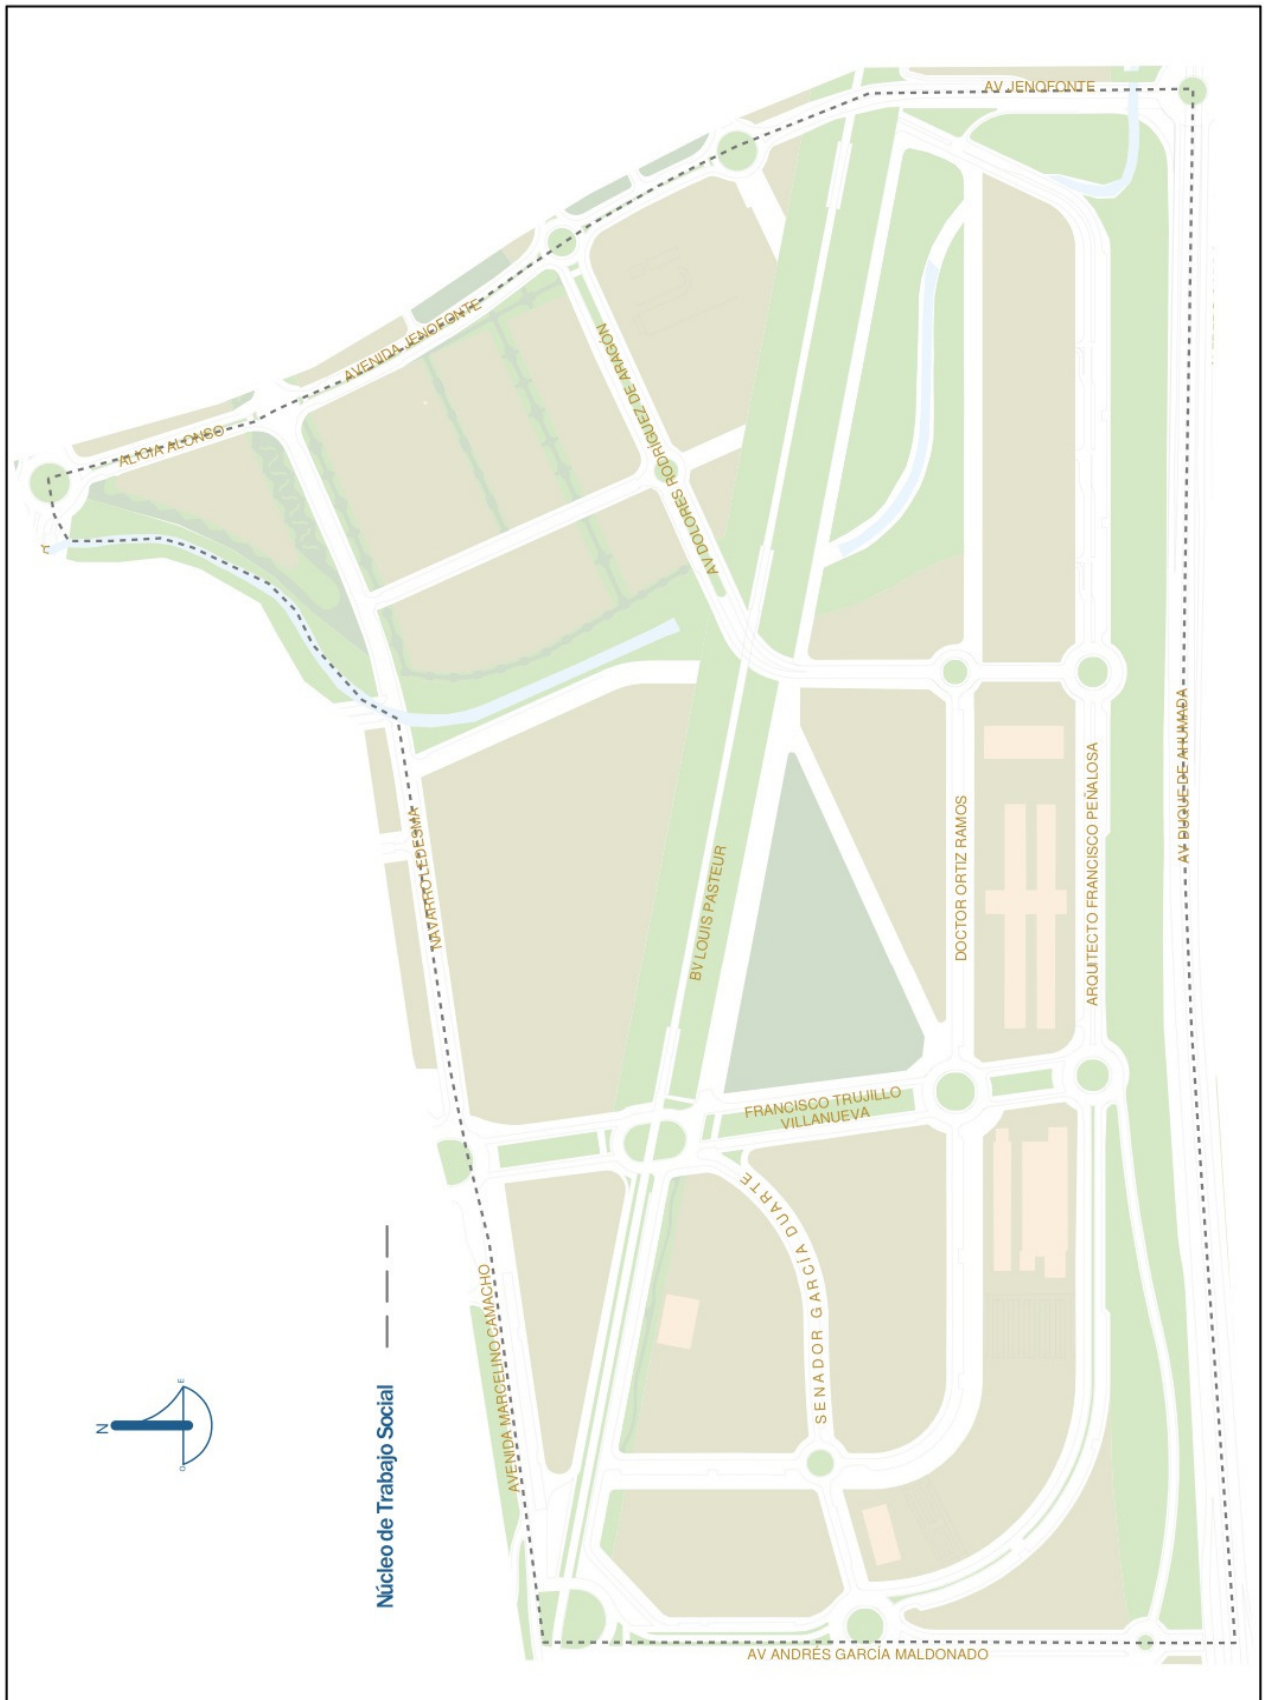 AV JENOFONTE
AVENIDA JENOFONTE
ALICIA ALONSO
AV DOLORES RODRÍGUEZ DE ARAGÓN
NAVARRO LEDESMA
BV LOUIS PASTEUR
DOCTOR ORTIZ RAMOS
ARQUITECTO FRANCISCO PEÑALOSA
AV DUQUE DE AHUMADA
FRANCISCO TRUJILLO
VILLANUEVA
SENADOR GARCÍA DUARTE
AVENIDA MARCELINO CAMACHO
N
E
O
Núcleo de Trabajo Social
AV ANDRÉS GARCÍA MALDONADO